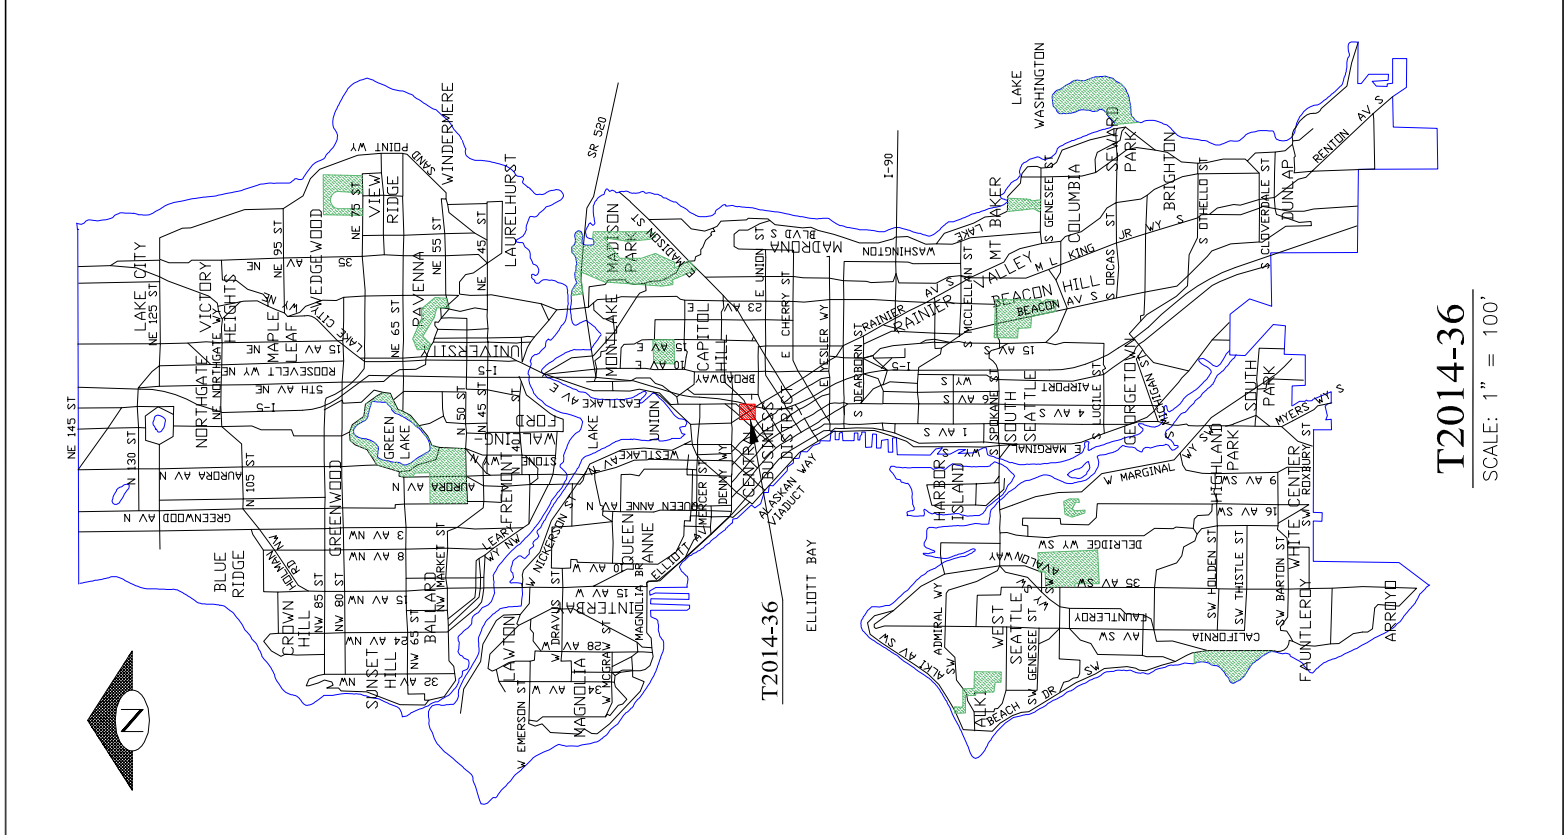 LAKE CITY
NE 125 ST
NE 145 ST
N 130 ST
GREENWOOD AV N
AURORA AV N
N 105 ST
NORTHGATE
NE NORTHGATE WY
VICTORY
HEIGHTS
MAPLE
LEAF
LAKE CITY WY NE
15 AV NE
ROOSEVELT WY NE
5TH AV NE
I-5
35 AV NE
NE 95 ST
WEDGEWOOD
NE 75 ST
VIEW
RIDGE
SAND POINT WY
WINDERMERE
NE 65 ST
RAVENNA
NE 55 ST
NE 45 ST
LAURELHURST
UNIVERSITY
I-5
GREEN
LAKE
N 50 ST
N 45 ST
N 40 ST
WALLINGFORD
STONE WY N
AURORA AV N
FREMONT
LEARY WY NW
GREENWOOD
3 AV NW
8 AV NW
15 AV NW
24 AV NW
32 AV NW
HOLMAN RD NW
BLUE
RIDGE
CROWN
HILL
NW 85 ST
NW 80 ST
SUNSET
HILL
NW 65 ST
BALLARD
NW MARKET ST
N
LAWTON
W EMERSON ST
W DRAVUS ST
28 AV W
34 AV W
MAGNOLIA
W MCGRAW ST
MAGNOLIA BR
INTERBAY
15 AV W
10 AV W
W NICKERSON ST
QUEEN
ANNE
QUEEN ANNE AV N
ELLIOTT AV
MERCER ST
DENNY WY
WESTLAKE AV N
LAKE
UNION
EASTLAKE AV E
SR 520
MONTLAKE
MADISON
PARK
E MADISON ST
CAPITOL
HILL
10 AV E
15 AV E
23 AV E
BROADWAY
E UNION ST
E CHERRY ST
MADRONA
BLVD S
LAKE WASHINGTON
E YESLER WY
CENTRAL
BUSINESS
DISTRICT
ALASKAN WAY
VIADUCT
T2014-36
ELLIOTT BAY
I-90
S DEARBORN ST
RAINIER AV S
RAINIER VALLEY
MT BAKER
S MCCLELLAN ST
BEACON HILL
BEACON AV S
15 AV S
I-5
AIRPORT WY S
6 AV S
4 AV S
1 AV S
S SPOKANE ST
SOUTH
SEATTLE
E MARGINAL WY S
S LUCILE ST
GEORGETOWN
S MICHIGAN ST
M L KING JR WY S
S GENESEE ST
COLUMBIA
S ORCAS ST
SEWARD
PARK
LAKE
WASHINGTON
BRIGHTON
S OTHELLO ST
S CLOVERDALE ST
DUNLAP
RENTON AV S
SOUTH
PARK
MYERS WY S
HARBOR
ISLAND
W MARGINAL WY SW
HIGHLAND
PARK
9 AV SW
16 AV SW
SW ROXBURY ST
WHITE CENTER
DELRIDGE WY SW
AVALON WAY SW
35 AV SW
SW HOLDEN ST
SW THISTLE ST
SW BARTON ST
ADMIRAL WY SW
WEST
SEATTLE
FAUNTLEROY WY SW
SW GENESEE ST
CALIFORNIA AV SW
ALKI AV SW
ALKI
BEACH DR SW
FAUNTLEROY
ARROYO
T2014-36
SCALE: 1" = 100'